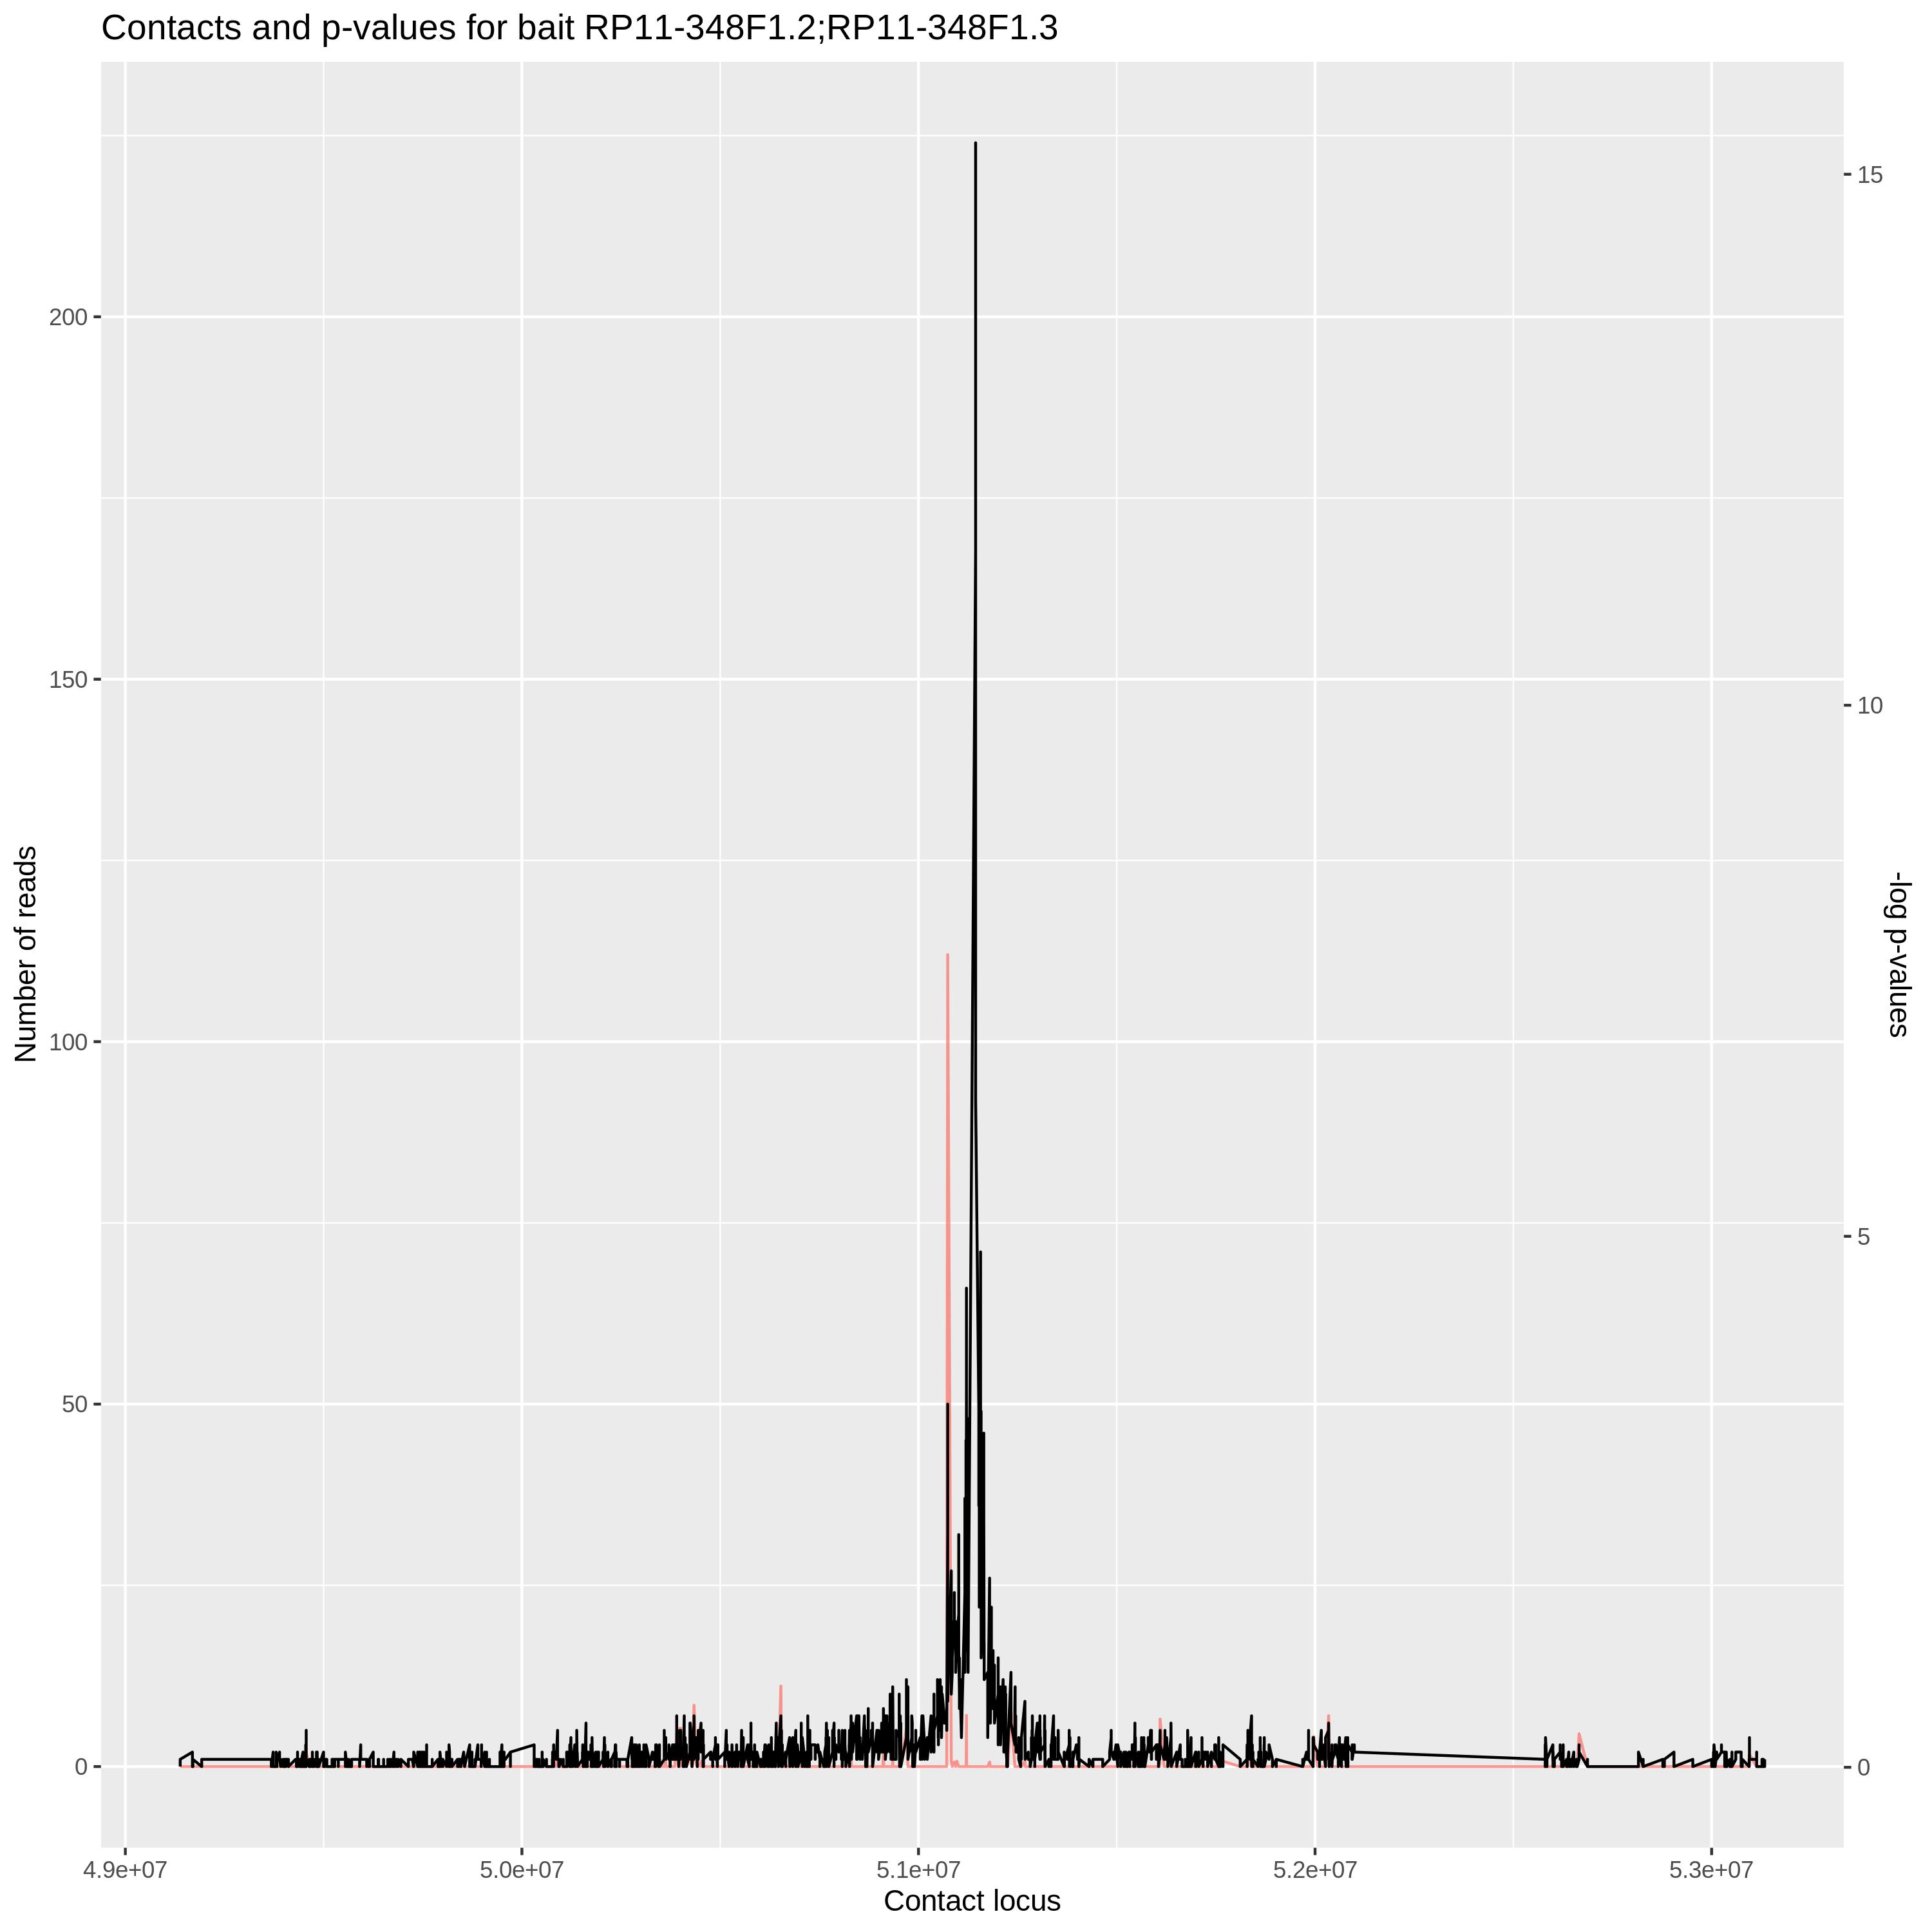 Contacts and p-values for bait RP11-348F1.2;RP11-348F1.3
Number of reads
200
150
100
50
0
15
10
5
0
-log p-values
4.9e+07 5.0e+07 5.1e+07 5.2e+07 5.3e+07
Contact locus